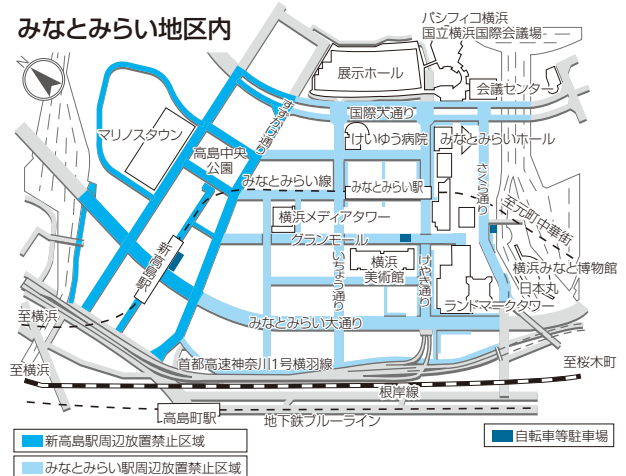 みなとみらい地区内
N
パシフィコ横浜
国立横浜国際会議場
展示ホール
会議センター
国際大通り
すずかけ通り
マリノスタウン
けいゆう病院
みなとみらいホール
高島中央
公園
さくら通り
みなとみらい線
みなとみらい駅
至元町中華街
横浜メディアタワー
グランモール
新高島駅
いちょう通り
横浜
美術館
けやき通り
横浜みなと博物館
日本丸
ランドマークタワー
至横浜
みなとみらい大通り
首都高速神奈川1号横羽線
至横浜
至桜木町
根岸線
高島町駅
地下鉄ブルーライン
新高島駅周辺放置禁止区域
自転車等駐車場
みなとみらい駅周辺放置禁止区域